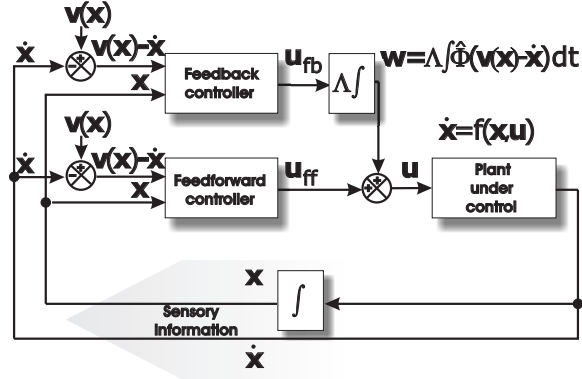 v(x)
ẋ
v(x)-ẋ
x
Feedback
controller
u_fb
Λ∫
w=Λ∫Φ̂(v(x)-ẋ)dt
v(x)
ẋ
v(x)-ẋ
x
Feedforward
controller
u_ff
u
ẋ=f(x,u)
Plant
under
control
x
∫
Sensory
information
ẋ